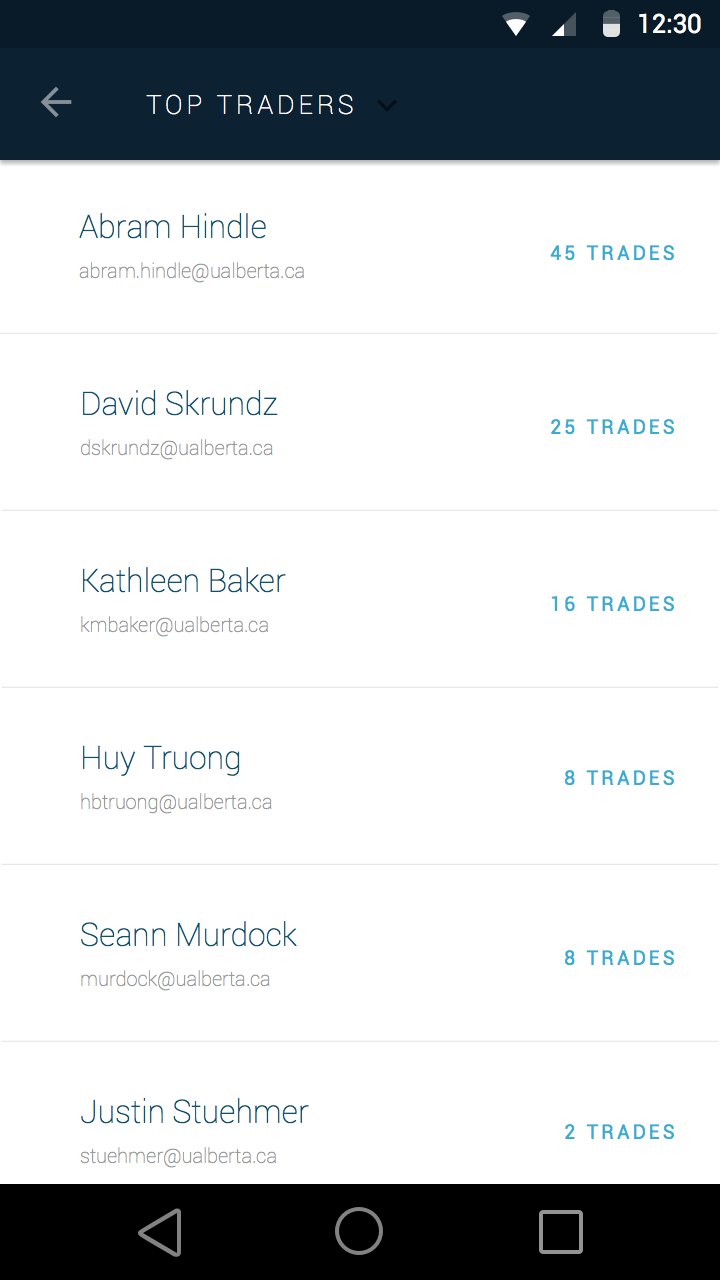 12:30
TOP TRADERS
Abram Hindle
abram.hindle@ualberta.ca
45 TRADES
David Skrundz
dskrundz@ualberta.ca
25 TRADES
Kathleen Baker
kmbaker@ualberta.ca
16 TRADES
Huy Truong
hbtruong@ualberta.ca
8 TRADES
Seann Murdock
murdock@ualberta.ca
8 TRADES
Justin Stuehmer
stuehmer@ualberta.ca
2 TRADES